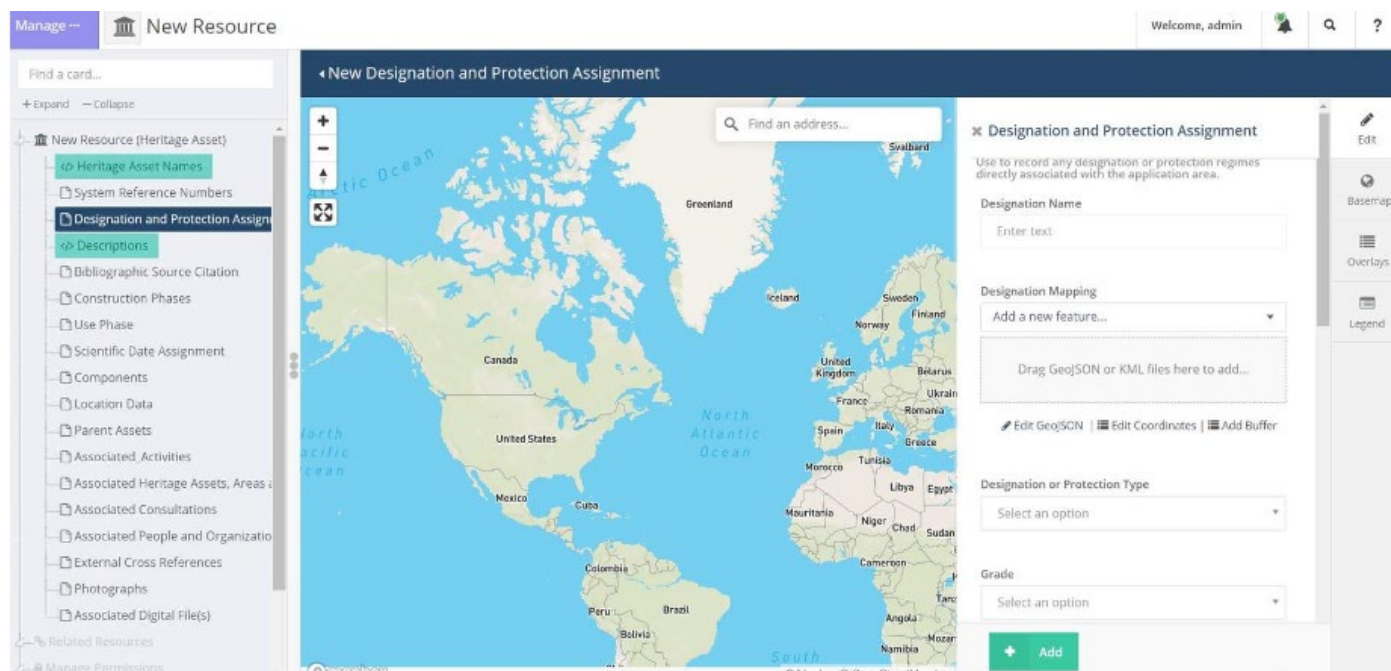 Manage ...
New Resource
Welcome, admin
?
Find a card...
+ Expand — Collapse
New Resource (Heritage Asset)
</> Heritage Asset Names
System Reference Numbers
Designation and Protection Assign
</> Descriptions
Bibliographic Source Citation
Construction Phases
Use Phase
Scientific Date Assignment
Components
Location Data
Parent Assets
Associated_Activities
Associated Heritage Assets, Areas a
Associated Consultations
Associated People and Organizatio
External Cross References
Photographs
Associated Digital File(s)
Related Resources
Manage Permissions
New Designation and Protection Assignment
+
−
Find an address...
Svalbard
Arctic Ocean
Greenland
Iceland
Sweden
Finland
Norway
Canada
United
Kingdom
Belarus
Ukrain
France
Romania
North
Atlantic
Ocean
Spain
Italy
Greece
United States
Morocco
Tunisia
Libya
Egypt
Mexico
Cuba
Mauritania
Niger
Chad
Sudan
Cameroon
Colombia
Peru
Brazil
Angola
Bolivia
Namibia
South
✖ Designation and Protection Assignment
Use to record any designation or protection regimes
directly associated with the application area.
Designation Name
Enter text
Designation Mapping
Add a new feature...
Drag GeoJSON or KML files here to add...
Edit GeoJSON | Edit Coordinates | Add Buffer
Designation or Protection Type
Select an option
Grade
Select an option
+ Add
Edit
Basemap
Overlays
Legend